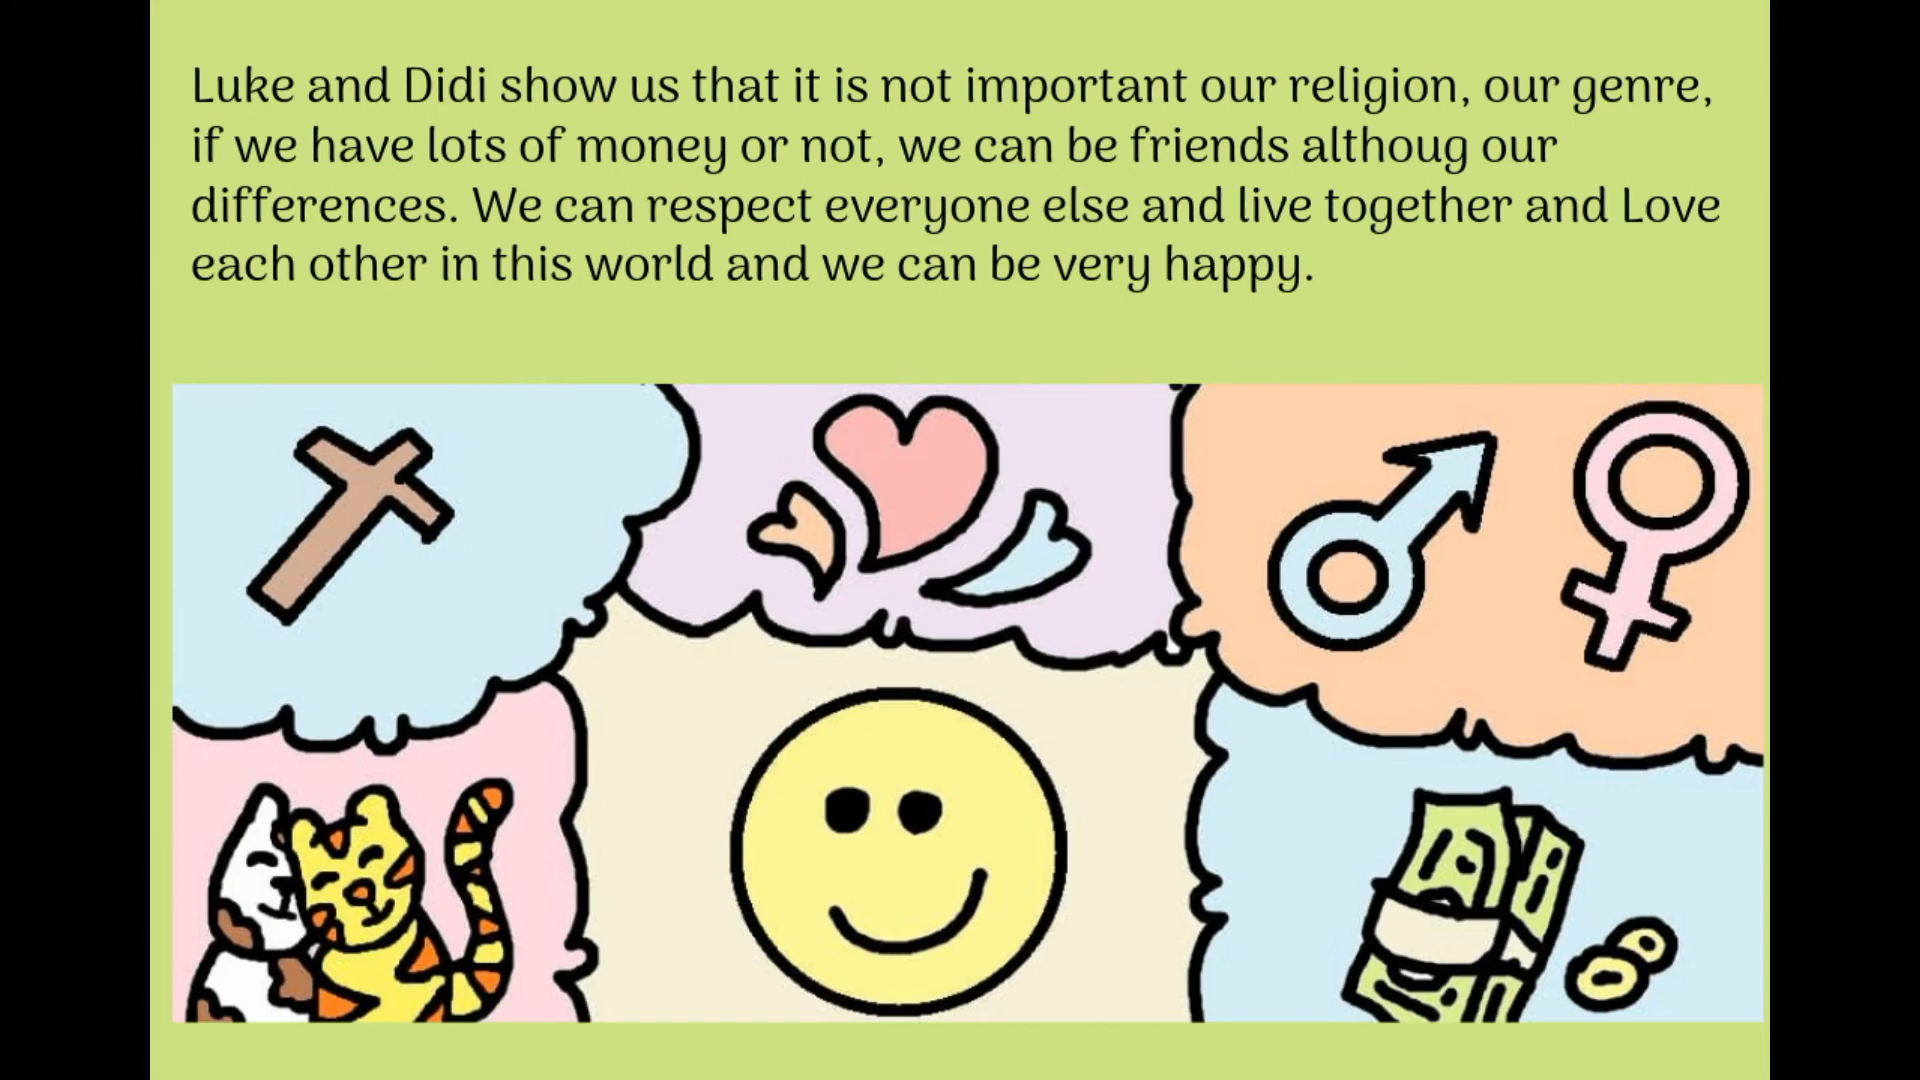 Luke and Didi show us that it is not important our religion, our genre,
if we have lots of money or not, we can be friends althoug our
differences. We can respect everyone else and live together and Love
each other in this world and we can be very happy.